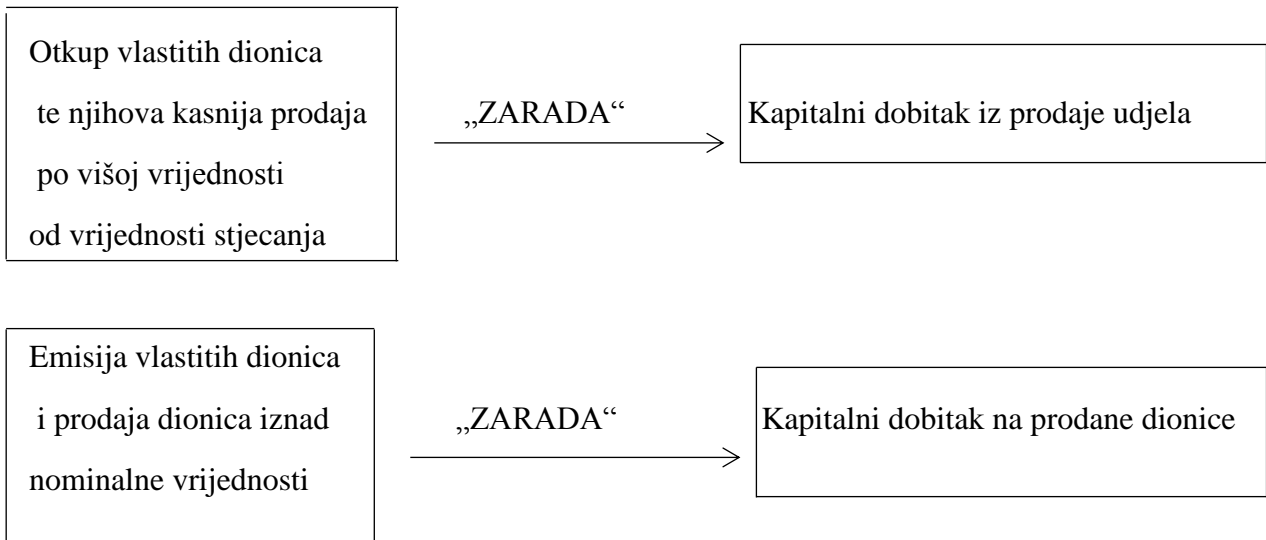 Otkup vlastitih dionica
te njihova kasnija prodaja
po višoj vrijednosti
od vrijednosti stjecanja
„ZARADA“
Kapitalni dobitak iz prodaje udjela
Emisija vlastitih dionica
i prodaja dionica iznad
nominalne vrijednosti
„ZARADA“
Kapitalni dobitak na prodane dionice